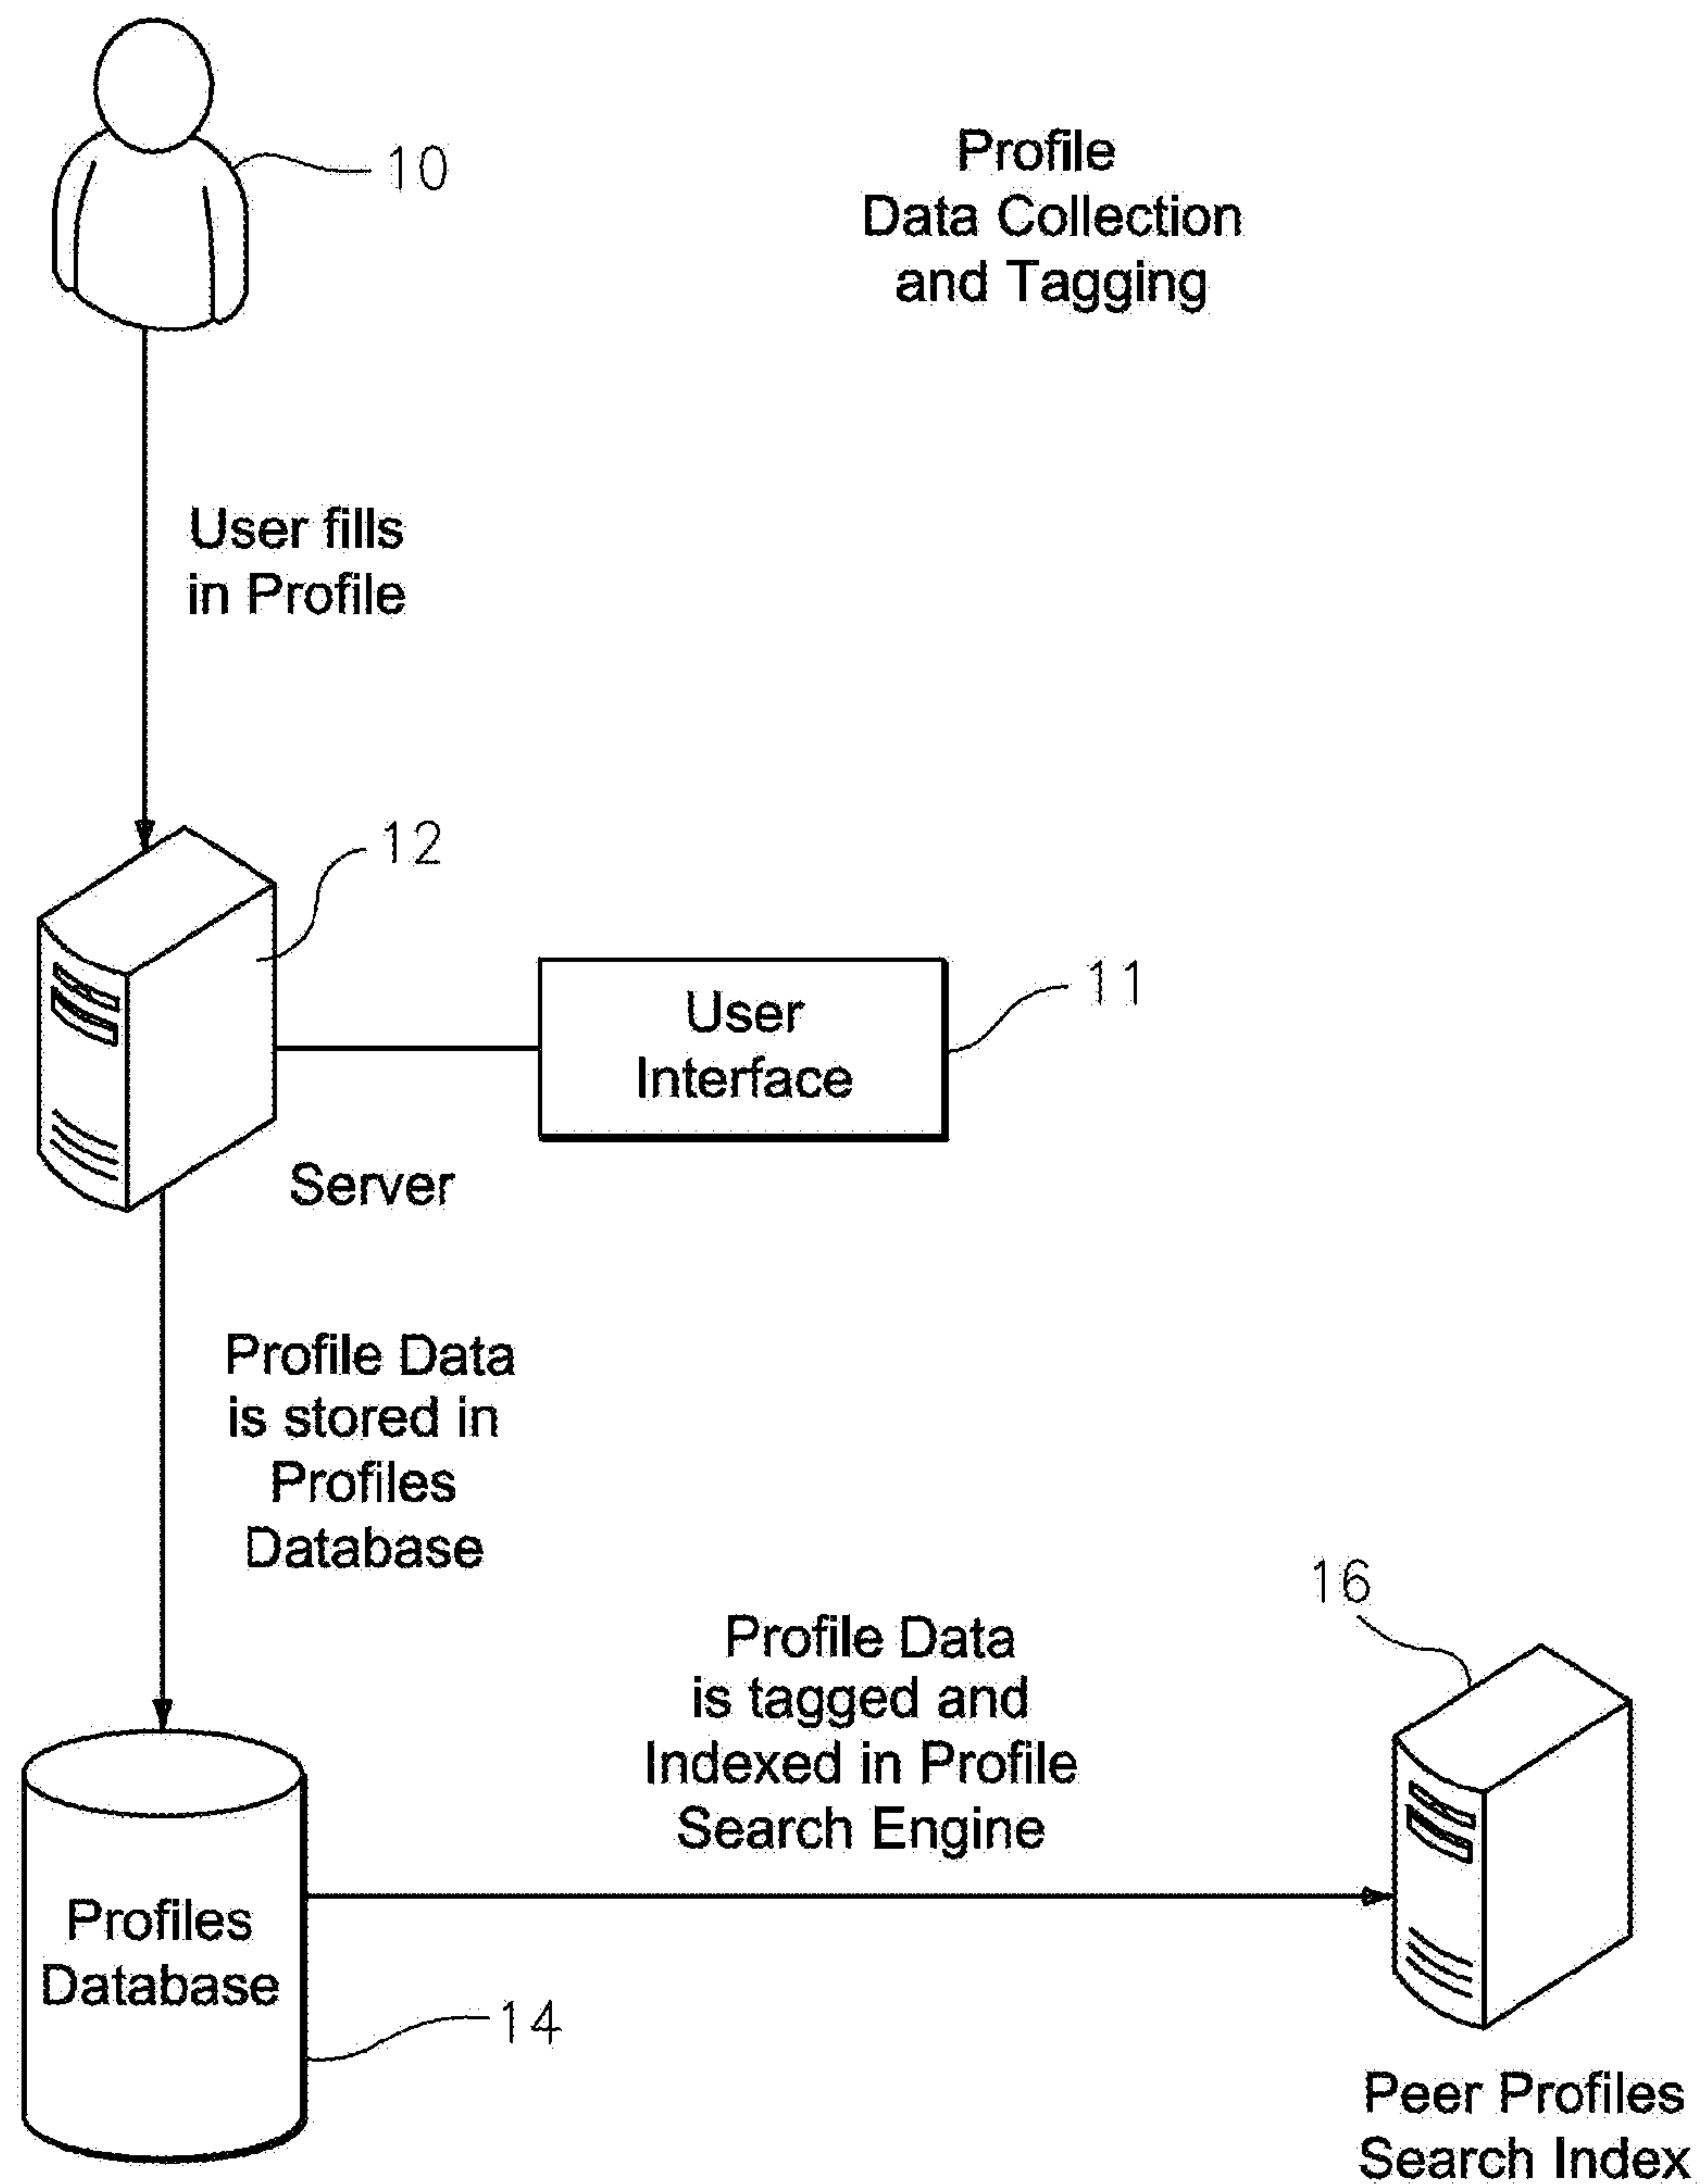 10
Profile
Data Collection
and Tagging
User fills
in Profile
12
User
Interface
11
Server
Profile Data
is stored in
Profiles
Database
16
Profile Data
is tagged and
Indexed in Profile
Search Engine
Profiles
Database
14
Peer Profiles
Search Index